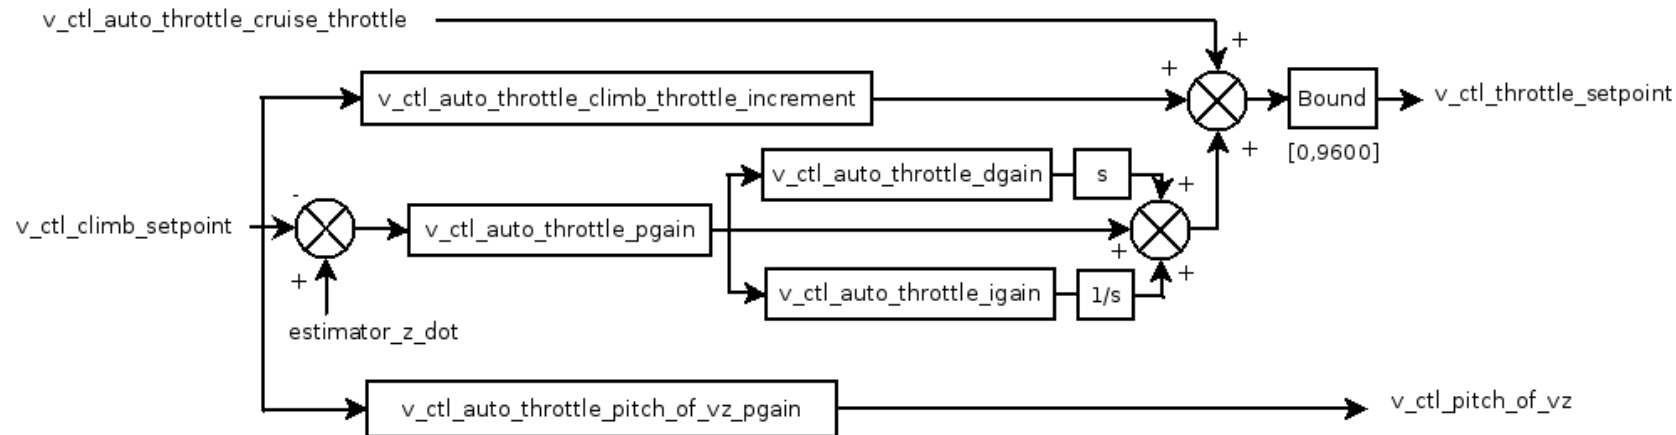 v_ctl_auto_throttle_cruise_throttle
+
+
v_ctl_auto_throttle_climb_throttle_increment
Bound
v_ctl_throttle_setpoint
+
[0,9600]
v_ctl_auto_throttle_dgain
s
+
-
v_ctl_climb_setpoint
v_ctl_auto_throttle_pgain
+
+
+
v_ctl_auto_throttle_igain
1/s
estimator_z_dot
v_ctl_auto_throttle_pitch_of_vz_pgain
v_ctl_pitch_of_vz